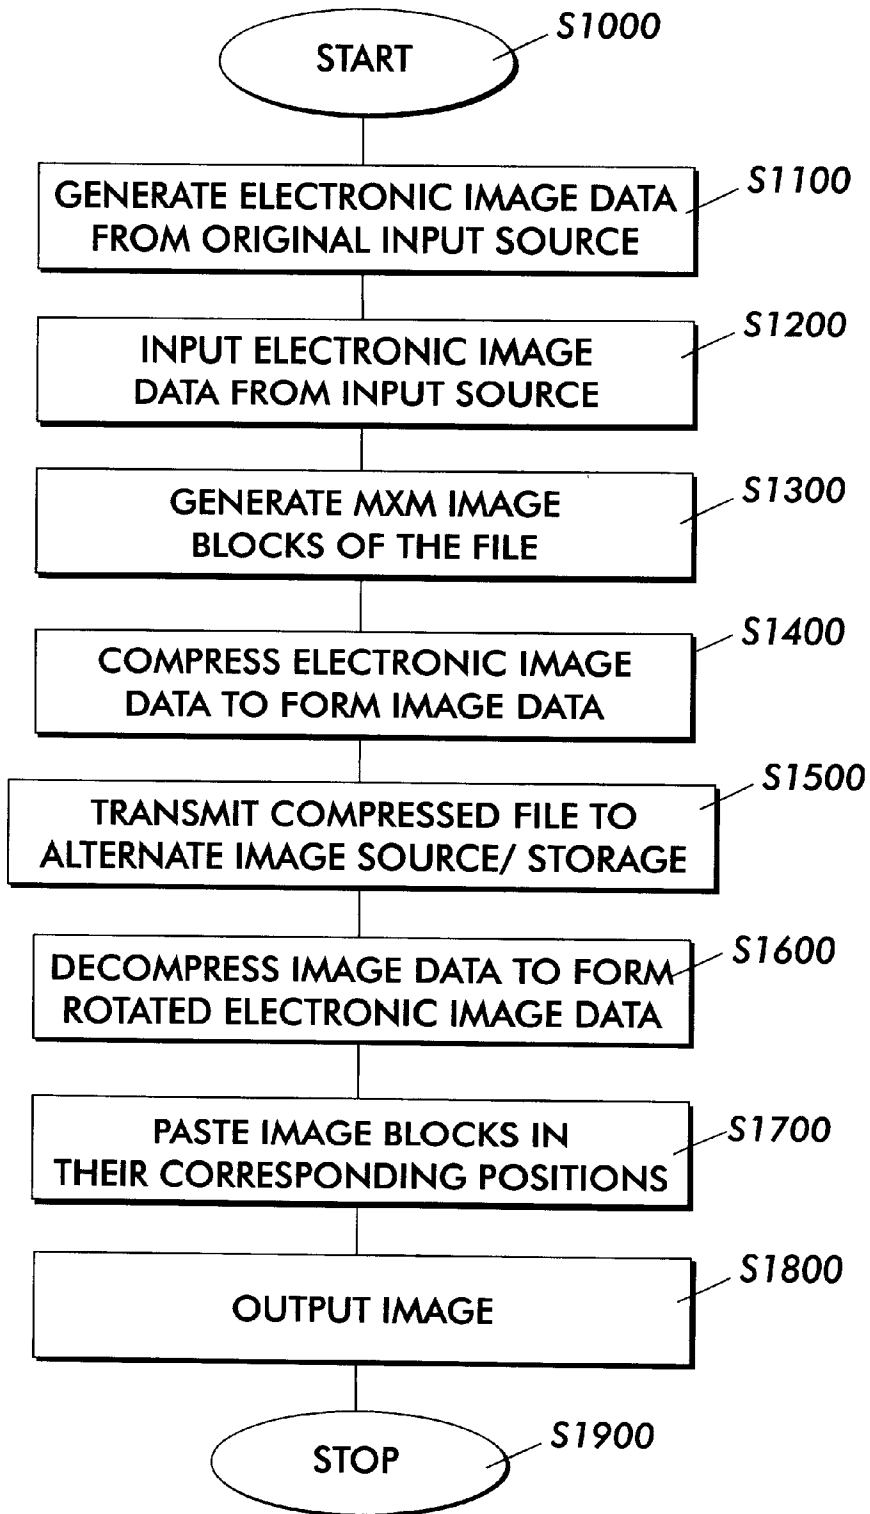 START
S1000
GENERATE ELECTRONIC IMAGE DATA
FROM ORIGINAL INPUT SOURCE
S1100
INPUT ELECTRONIC IMAGE
DATA FROM INPUT SOURCE
S1200
GENERATE MXM IMAGE
BLOCKS OF THE FILE
S1300
COMPRESS ELECTRONIC IMAGE
DATA TO FORM IMAGE DATA
S1400
TRANSMIT COMPRESSED FILE TO
ALTERNATE IMAGE SOURCE/ STORAGE
S1500
DECOMPRESS IMAGE DATA TO FORM
ROTATED ELECTRONIC IMAGE DATA
S1600
PASTE IMAGE BLOCKS IN
THEIR CORRESPONDING POSITIONS
S1700
OUTPUT IMAGE
S1800
STOP
S1900